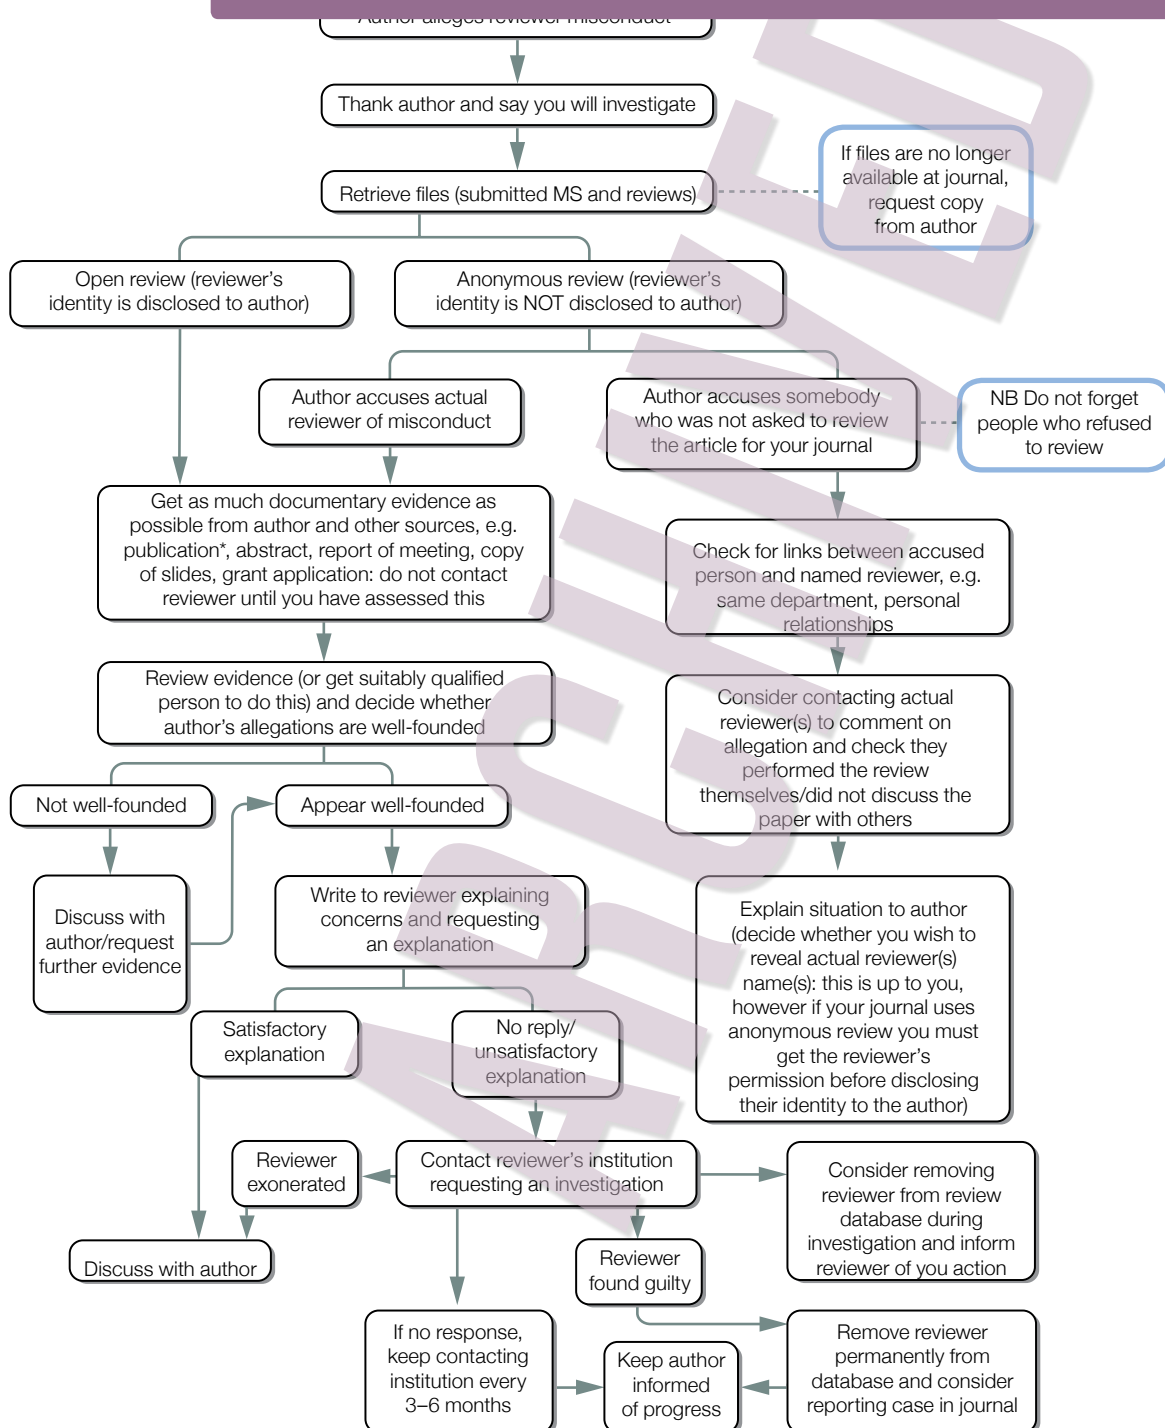 Author alleges reviewer misconduct
Thank author and say you will investigate
Retrieve files (submitted MS and reviews)
If files are no longer
available at journal,
request copy
from author
Open review (reviewer's
identity is disclosed to author)
Anonymous review (reviewer's
identity is NOT disclosed to author)
Author accuses actual
reviewer of misconduct
Author accuses somebody
who was not asked to review
the article for your journal
NB Do not forget
people who refused
to review
Get as much documentary evidence as
possible from author and other sources, e.g.
publication*, abstract, report of meeting, copy
of slides, grant application: do not contact
reviewer until you have assessed this
Check for links between accused
person and named reviewer, e.g.
same department, personal
relationships
Review evidence (or get suitably qualified
person to do this) and decide whether
author's allegations are well-founded
Consider contacting actual
reviewer(s) to comment on
allegation and check they
performed the review
themselves/did not discuss the
paper with others
Not well-founded
Appear well-founded
Discuss with
author/request
further evidence
Write to reviewer explaining
concerns and requesting
an explanation
Explain situation to author
(decide whether you wish to
reveal actual reviewer(s)
name(s): this is up to you,
however if your journal uses
anonymous review you must
get the reviewer's
permission before disclosing
their identity to the author)
Satisfactory
explanation
No reply/
unsatisfactory
explanation
Reviewer
exonerated
Contact reviewer's institution
requesting an investigation
Consider removing
reviewer from review
database during
investigation and inform
reviewer of you action
Discuss with author
Reviewer
found guilty
If no response,
keep contacting
institution every
3–6 months
Keep author
informed
of progress
Remove reviewer
permanently from
database and consider
reporting case in journal
ARCHIVED